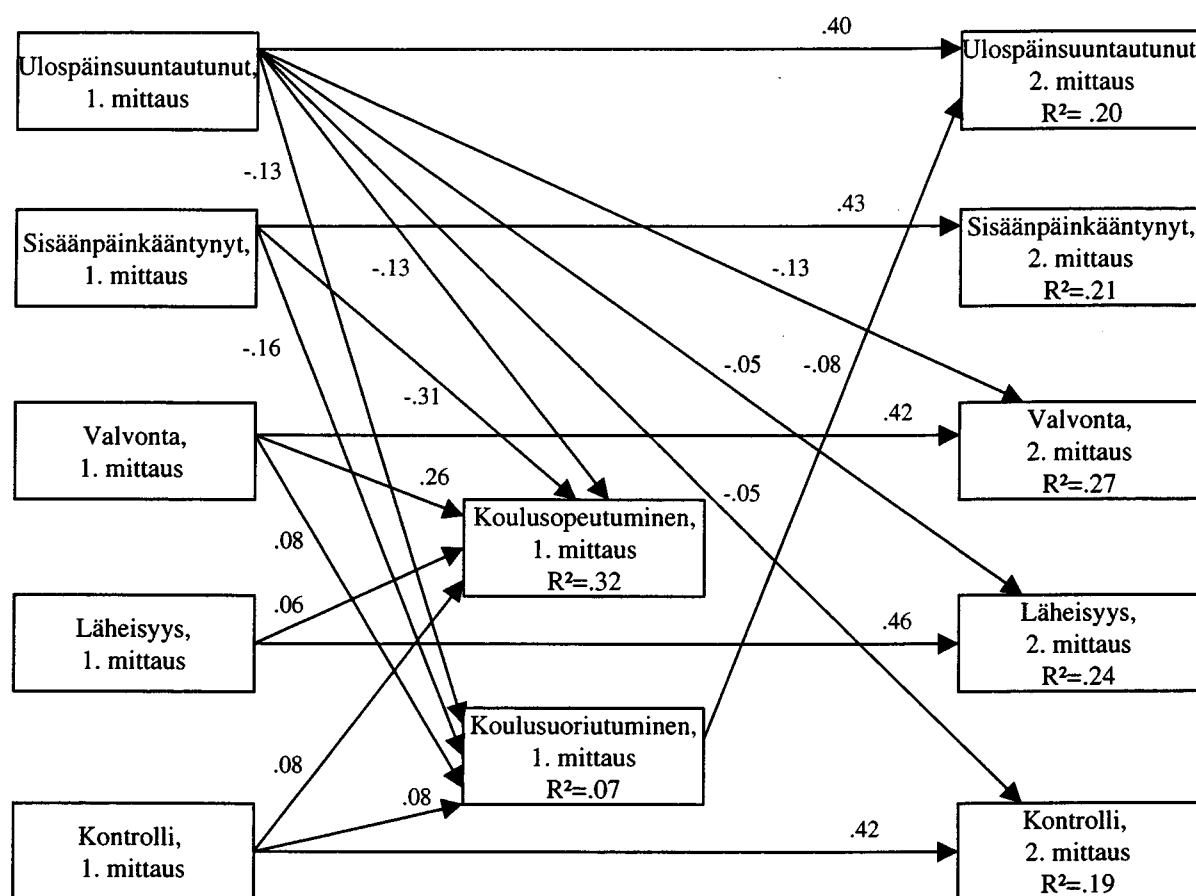 Ulospäinsuuntautunut,
1. mittaus
.40
Ulospäinsuuntautunut
2. mittaus
R²= .20
-.13
Sisäänpäinkääntynyt,
1. mittaus
.43
Sisäänpäinkääntynyt,
2. mittaus
R²=.21
-.13
-.13
-.16
-.31
-.05
-.08
Valvonta,
1. mittaus
.42
Valvonta,
2. mittaus
R²=.27
.26
-.05
Koulusopeutuminen,
1. mittaus
R²=.32
.08
.06
Läheisyys,
1. mittaus
.46
Läheisyys,
2. mittaus
R²=.24
Koulusuoriutuminen,
1. mittaus
R²=.07
.08
.08
Kontrolli,
1. mittaus
.42
Kontrolli,
2. mittaus
R²=.19